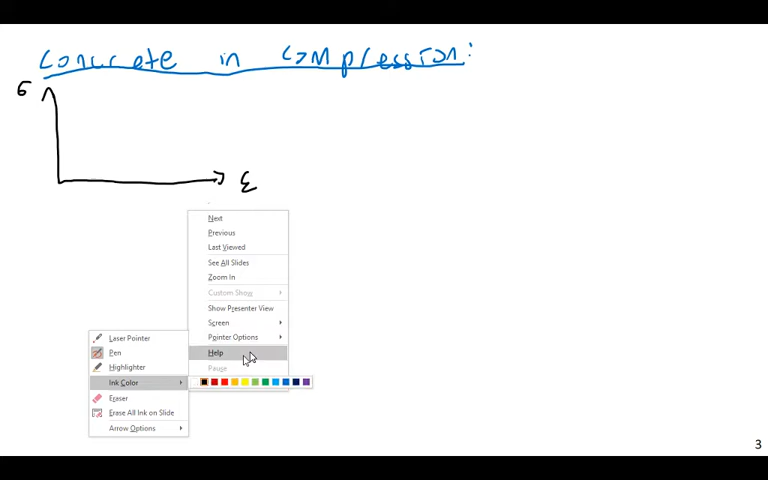 concrete in compression:
σ
ε
Next
Previous
Last Viewed
See All Slides
Zoom In
Custom Show
Show Presenter View
Screen
Pointer Options
Help
Pause
Laser Pointer
Pen
Highlighter
Ink Color
Eraser
Erase All Ink on Slide
Arrow Options
3